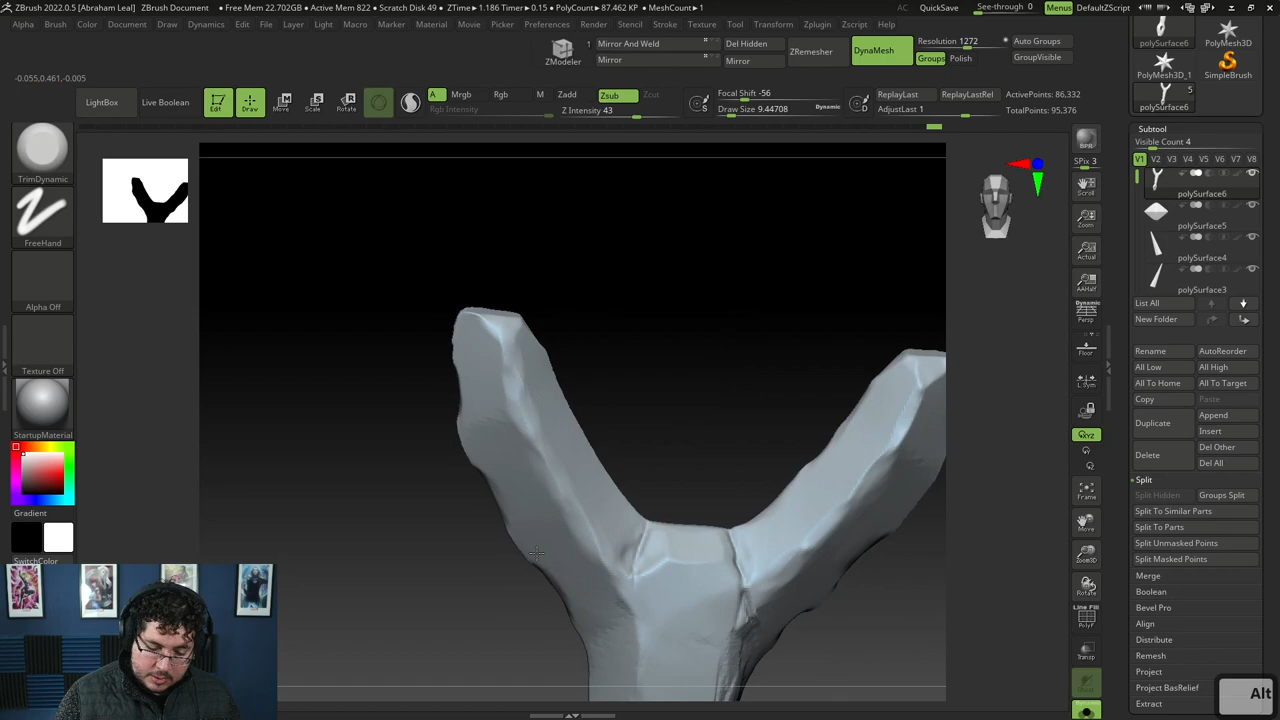 ZBrush 2022.0.5 [Abraham Leal] ZBrush Document • Free Mem 22.702GB • Active Mem 822 • Scratch Disk 49 • ZTime▶1.186 Timer▶0.15 • PolyCount▶87.462 KP • MeshCount▶1 AC QuickSave See-through 0 Menus DefaultZScript
Alpha Brush Color Document Draw Dynamics Edit File Layer Light Macro Marker Material Movie Picker Preferences Render Stencil Stroke Texture Tool Transform Zplugin Zscript Help
-0.055,0.461,-0.005
ZModeler
1
Mirror And Weld
Mirror
Del Hidden
Mirror
ZRemesher
DynaMesh
Resolution 1272
Groups Polish
Auto Groups
GroupVisible
LightBox
Live Boolean
Edit
Draw
Move
Scale
Rotate
A Mrgb Rgb M Zadd Zsub Zcut
Rgb Intensity
Z Intensity 43
Focal Shift -56
Draw Size 9.44708
Dynamic
S
D
ReplayLast ReplayLastRel
AdjustLast 1
ActivePoints: 86,332
TotalPoints: 95,376
TrimDynamic
FreeHand
Alpha Off
Texture Off
StartupMaterial
Gradient
SwitchColor
BPR
SPix 3
Scroll
Zoom
Actual
AAHalf
Dynamic
Persp
Floor
L.Sym
XYZ
Frame
Move
Zoom3D
Rotate
Line Fill
PolyF
Transp
polySurface6
PolyMesh3D
PolyMesh3D_1
SimpleBrush
5
polySurface6
Subtool
Visible Count 4
V1 V2 V3 V4 V5 V6 V7 V8
polySurface6
polySurface5
polySurface4
polySurface3
List All
New Folder
Rename AutoReorder
All Low All High
All To Home All To Target
Copy Paste
Duplicate
Append
Insert
Delete
Del Other
Del All
Split
Split Hidden Groups Split
Split To Similar Parts
Split To Parts
Split Unmasked Points
Split Masked Points
Merge
Boolean
Bevel Pro
Align
Distribute
Remesh
Project
Project BasRelief
Extract
Alt